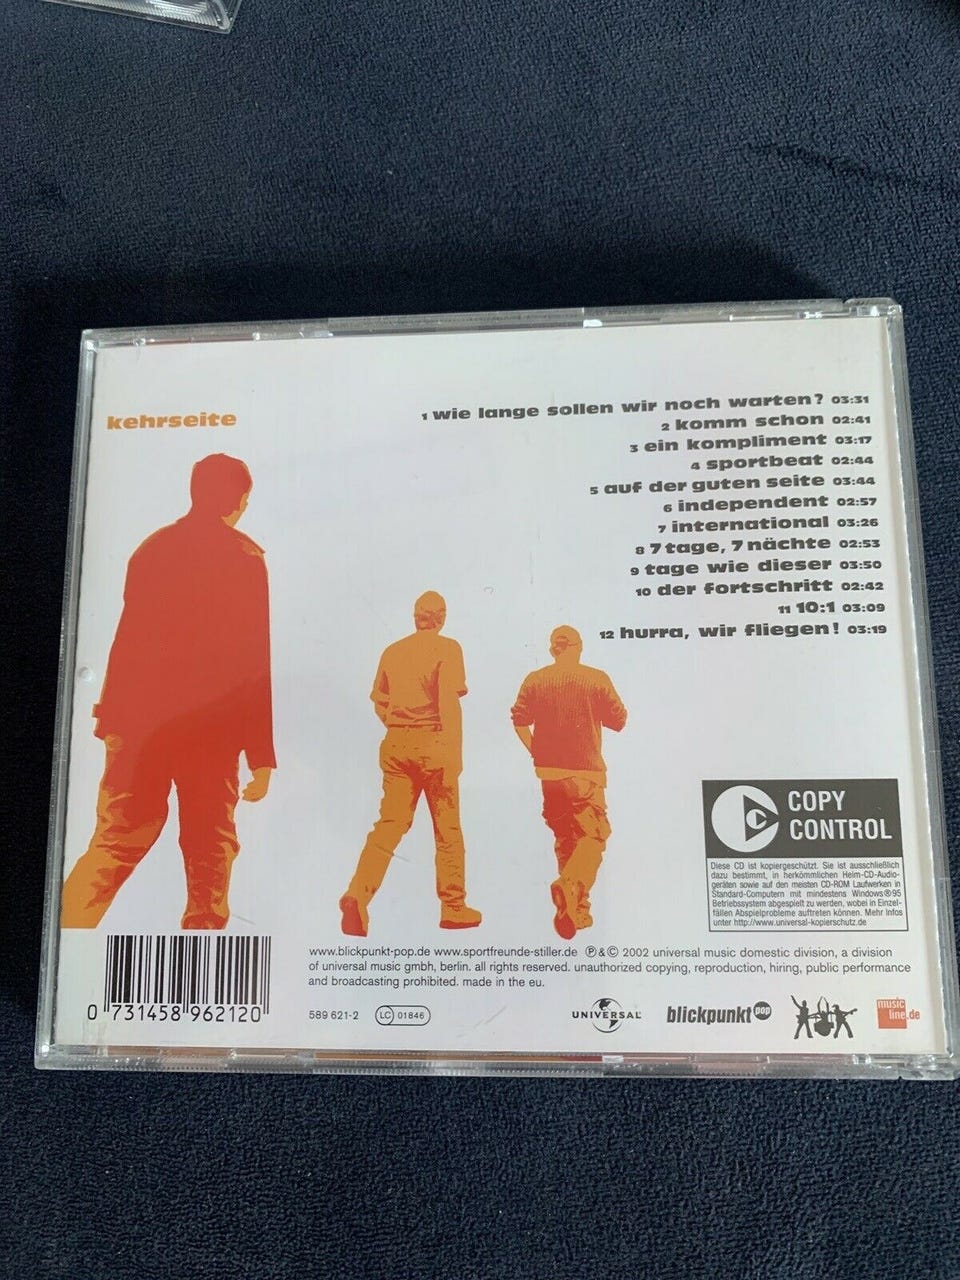 kehrseite
1 wie lange sollen wir noch warten? 03:31
2 komm schon 02:41
3 ein kompliment 03:17
4 sportbeat 02:44
5 auf der guten seite 03:44
6 independent 02:57
7 international 03:26
8 7 tage, 7 nächte 02:53
9 tage wie dieser 03:50
10 der fortschritt 02:42
11 10:1 03:09
12 hurra, wir fliegen! 03:19
COPY
CONTROL
Diese CD ist kopiergeschützt. Sie ist ausschließlich
dazu bestimmt, in herkömmlichen Heim-CD-Audio-
geräten sowie auf den meisten CD-ROM Laufwerken in
Standard-Computern mit mindestens Windows®95
Betriebssystem abgespielt zu werden, wobei in Einzel-
fällen Abspielprobleme auftreten können. Mehr Infos
unter http://www.universal-kopierschutz.de
www.blickpunkt-pop.de www.sportfreunde-stiller.de ℗&© 2002 universal music domestic division, a division
of universal music gmbh, berlin. all rights reserved. unauthorized copying, reproduction, hiring, public performance
and broadcasting prohibited. made in the eu.
0 731458 962120
589 621-2
LC 01846
UNIVERSAL
blickpunkt pop
music
line.de